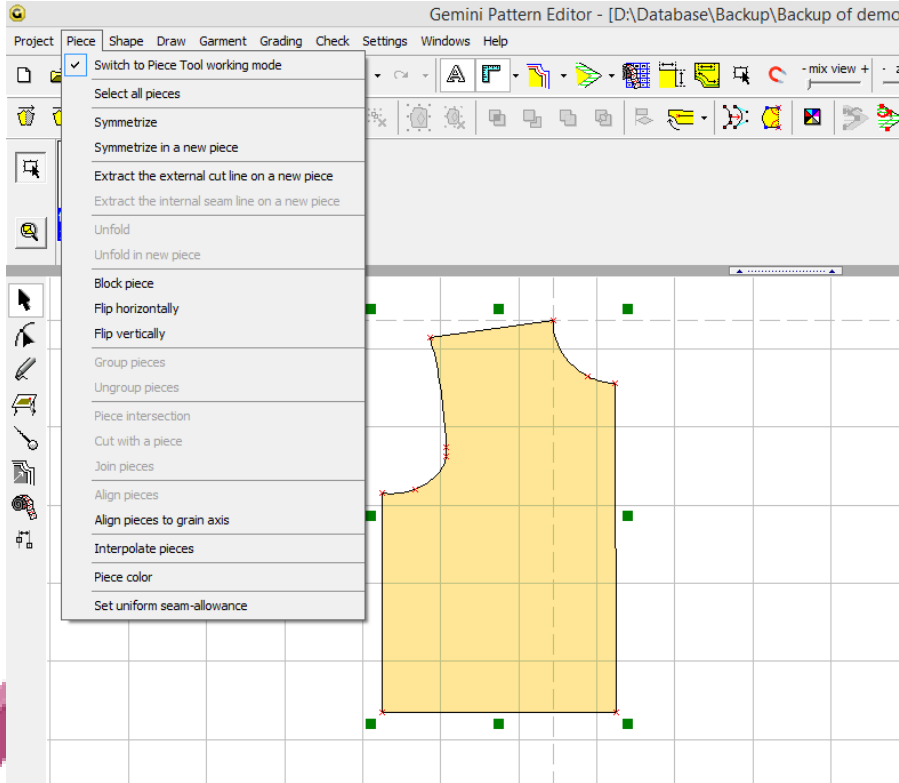 Gemini Pattern Editor - [D:\Database\Backup\Backup of demo
Project Piece Shape Draw Garment Grading Check Settings Windows Help
- mix view +
Switch to Piece Tool working mode
Select all pieces
Symmetrize
Symmetrize in a new piece
Extract the external cut line on a new piece
Extract the internal seam line on a new piece
Unfold
Unfold in new piece
Block piece
Flip horizontally
Flip vertically
Group pieces
Ungroup pieces
Piece intersection
Cut with a piece
Join pieces
Align pieces
Align pieces to grain axis
Interpolate pieces
Piece color
Set uniform seam-allowance